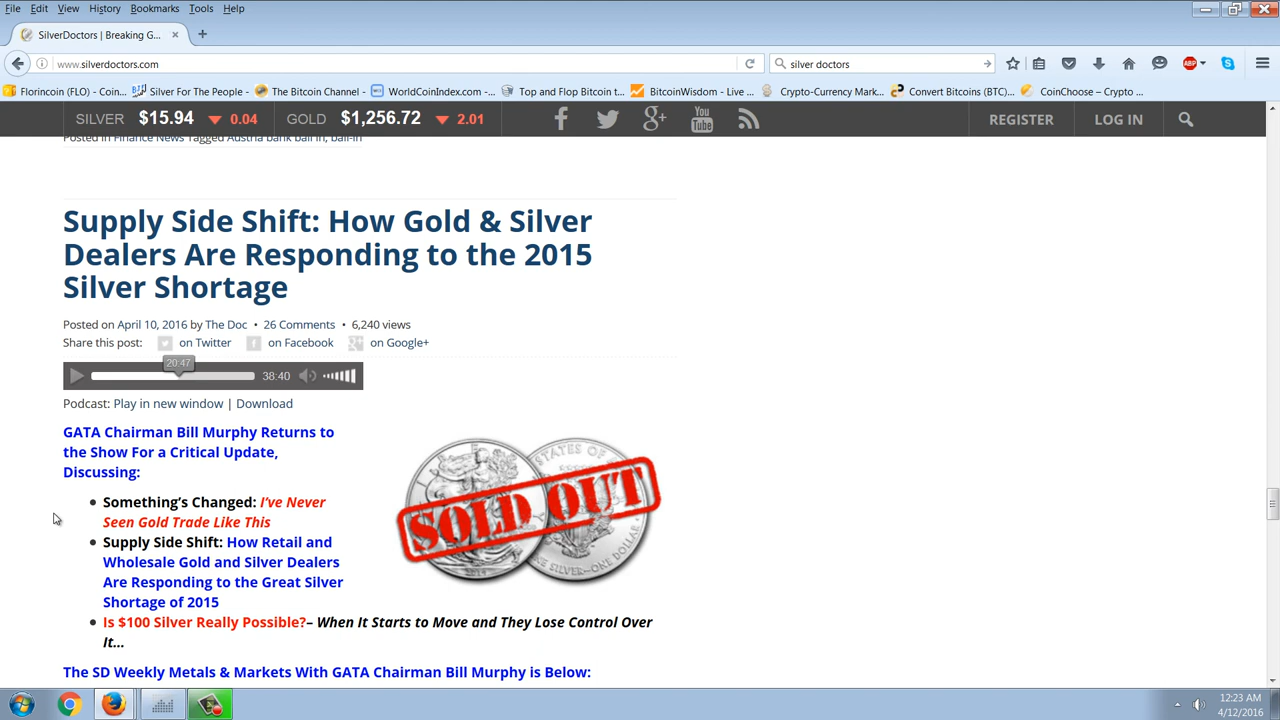 File Edit View History Bookmarks Tools Help
SilverDoctors | Breaking G...
www.silverdoctors.com
silver doctors
Florincoin (FLO) - Coin...
Silver For The People - ...
The Bitcoin Channel - ...
WorldCoinIndex.com - ...
Top and Flop Bitcoin t...
BitcoinWisdom - Live ...
Crypto-Currency Mark...
Convert Bitcoins (BTC)...
CoinChoose – Crypto ...
SILVER $15.94 0.04 GOLD $1,256.72 2.01 REGISTER LOG IN
Posted in Finance News Tagged Austria bank bail in, bail-in
Supply Side Shift: How Gold & Silver
Dealers Are Responding to the 2015
Silver Shortage
Posted on April 10, 2016 by The Doc • 26 Comments • 6,240 views
Share this post: on Twitter on Facebook on Google+
20:47
38:40
Podcast: Play in new window | Download
GATA Chairman Bill Murphy Returns to
the Show For a Critical Update,
Discussing:
Something's Changed: I've Never
Seen Gold Trade Like This
Supply Side Shift: How Retail and
Wholesale Gold and Silver Dealers
Are Responding to the Great Silver
Shortage of 2015
SOLD OUT
Is $100 Silver Really Possible?– When It Starts to Move and They Lose Control Over
It...
The SD Weekly Metals & Markets With GATA Chairman Bill Murphy is Below:
12:23 AM
4/12/2016